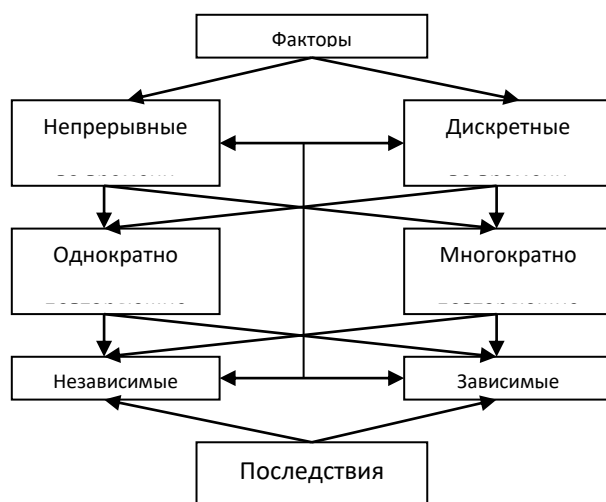 Факторы
Непрерывные
Дискретные
Однократно
Многократно
Независимые
Зависимые
Последствия